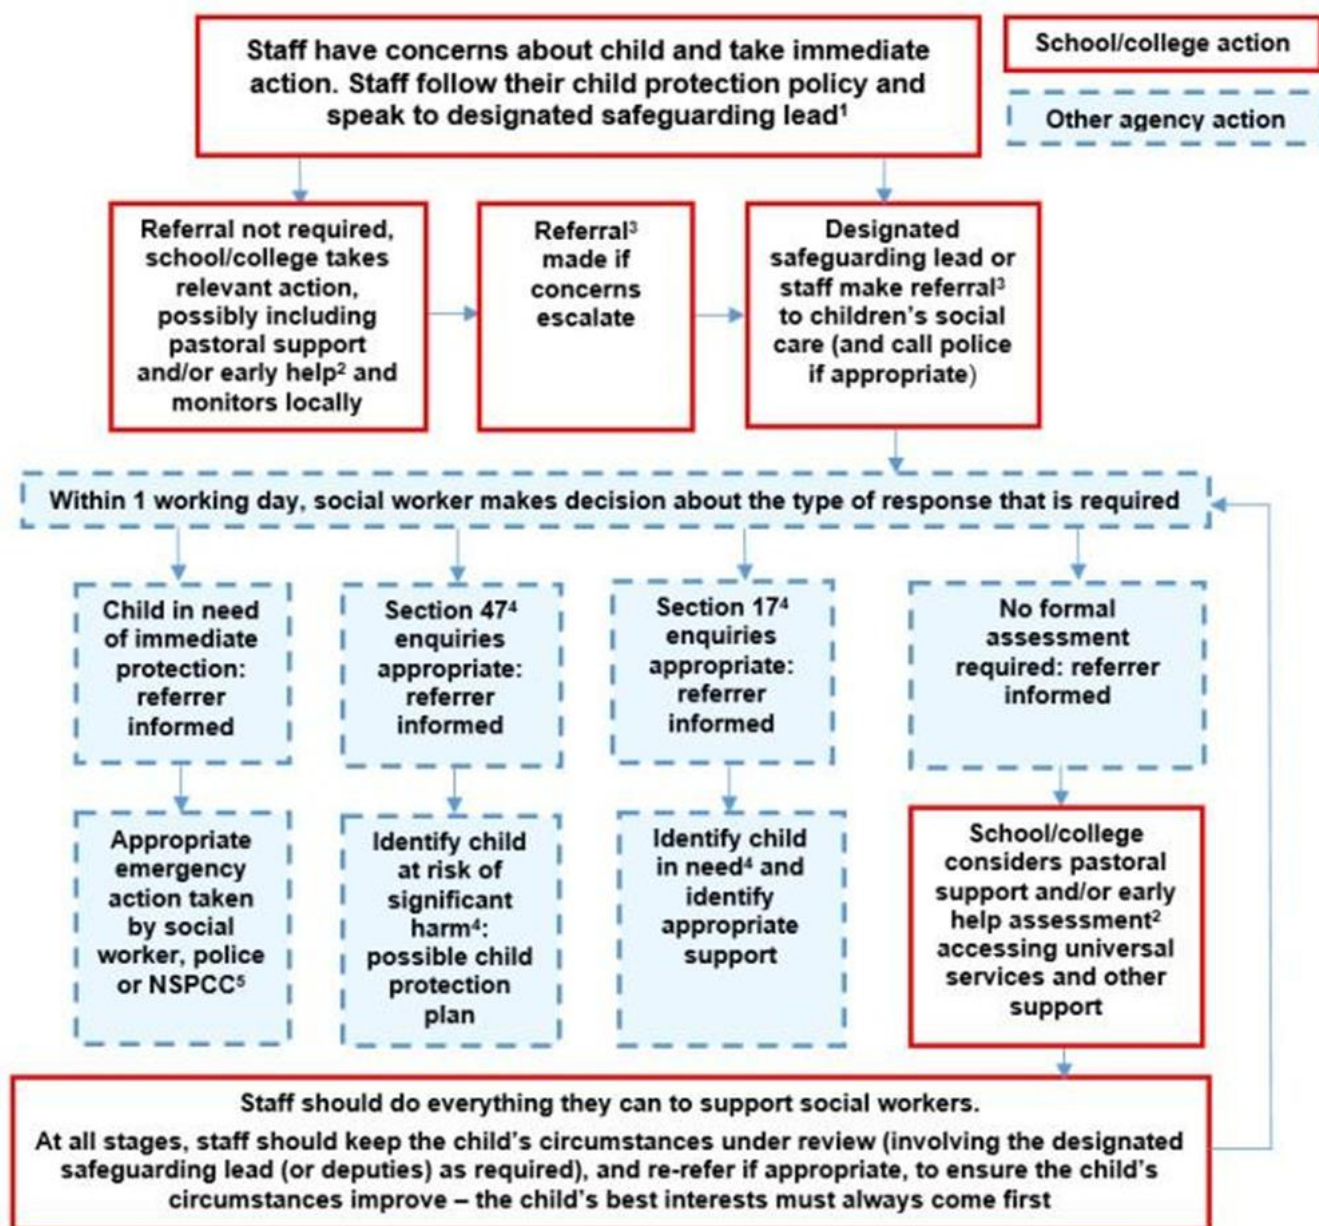 Staff have concerns about child and take immediate
action. Staff follow their child protection policy and
speak to designated safeguarding lead¹
School/college action
Other agency action
Referral not required,
school/college takes
relevant action,
possibly including
pastoral support
and/or early help² and
monitors locally
Referral³
made if
concerns
escalate
Designated
safeguarding lead or
staff make referral³
to children’s social
care (and call police
if appropriate)
Within 1 working day, social worker makes decision about the type of response that is required
Child in need
of immediate
protection:
referrer
informed
Section 47⁴
enquiries
appropriate:
referrer
informed
Section 17⁴
enquiries
appropriate:
referrer
informed
No formal
assessment
required: referrer
informed
Appropriate
emergency
action taken
by social
worker, police
or NSPCC⁵
Identify child
at risk of
significant
harm⁴:
possible child
protection
plan
Identify child
in need⁴ and
identify
appropriate
support
School/college
considers pastoral
support and/or early
help assessment²
accessing universal
services and other
support
Staff should do everything they can to support social workers.
At all stages, staff should keep the child’s circumstances under review (involving the designated
safeguarding lead (or deputies) as required), and re-refer if appropriate, to ensure the child’s
circumstances improve – the child’s best interests must always come first